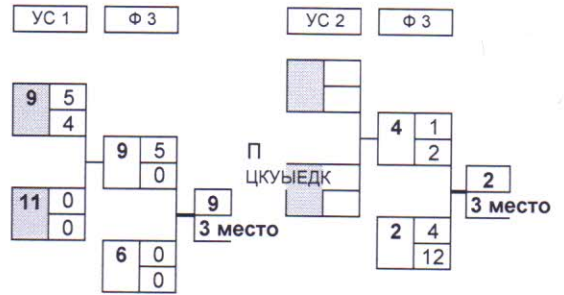 УС 1 Ф 3 УС 2 Ф 3
9 5
4
4 1
9 5 П 2
0 ЦКУЫЕДК
11 0 2
0 9 3 место
3 место 2 4
6 0 12
0